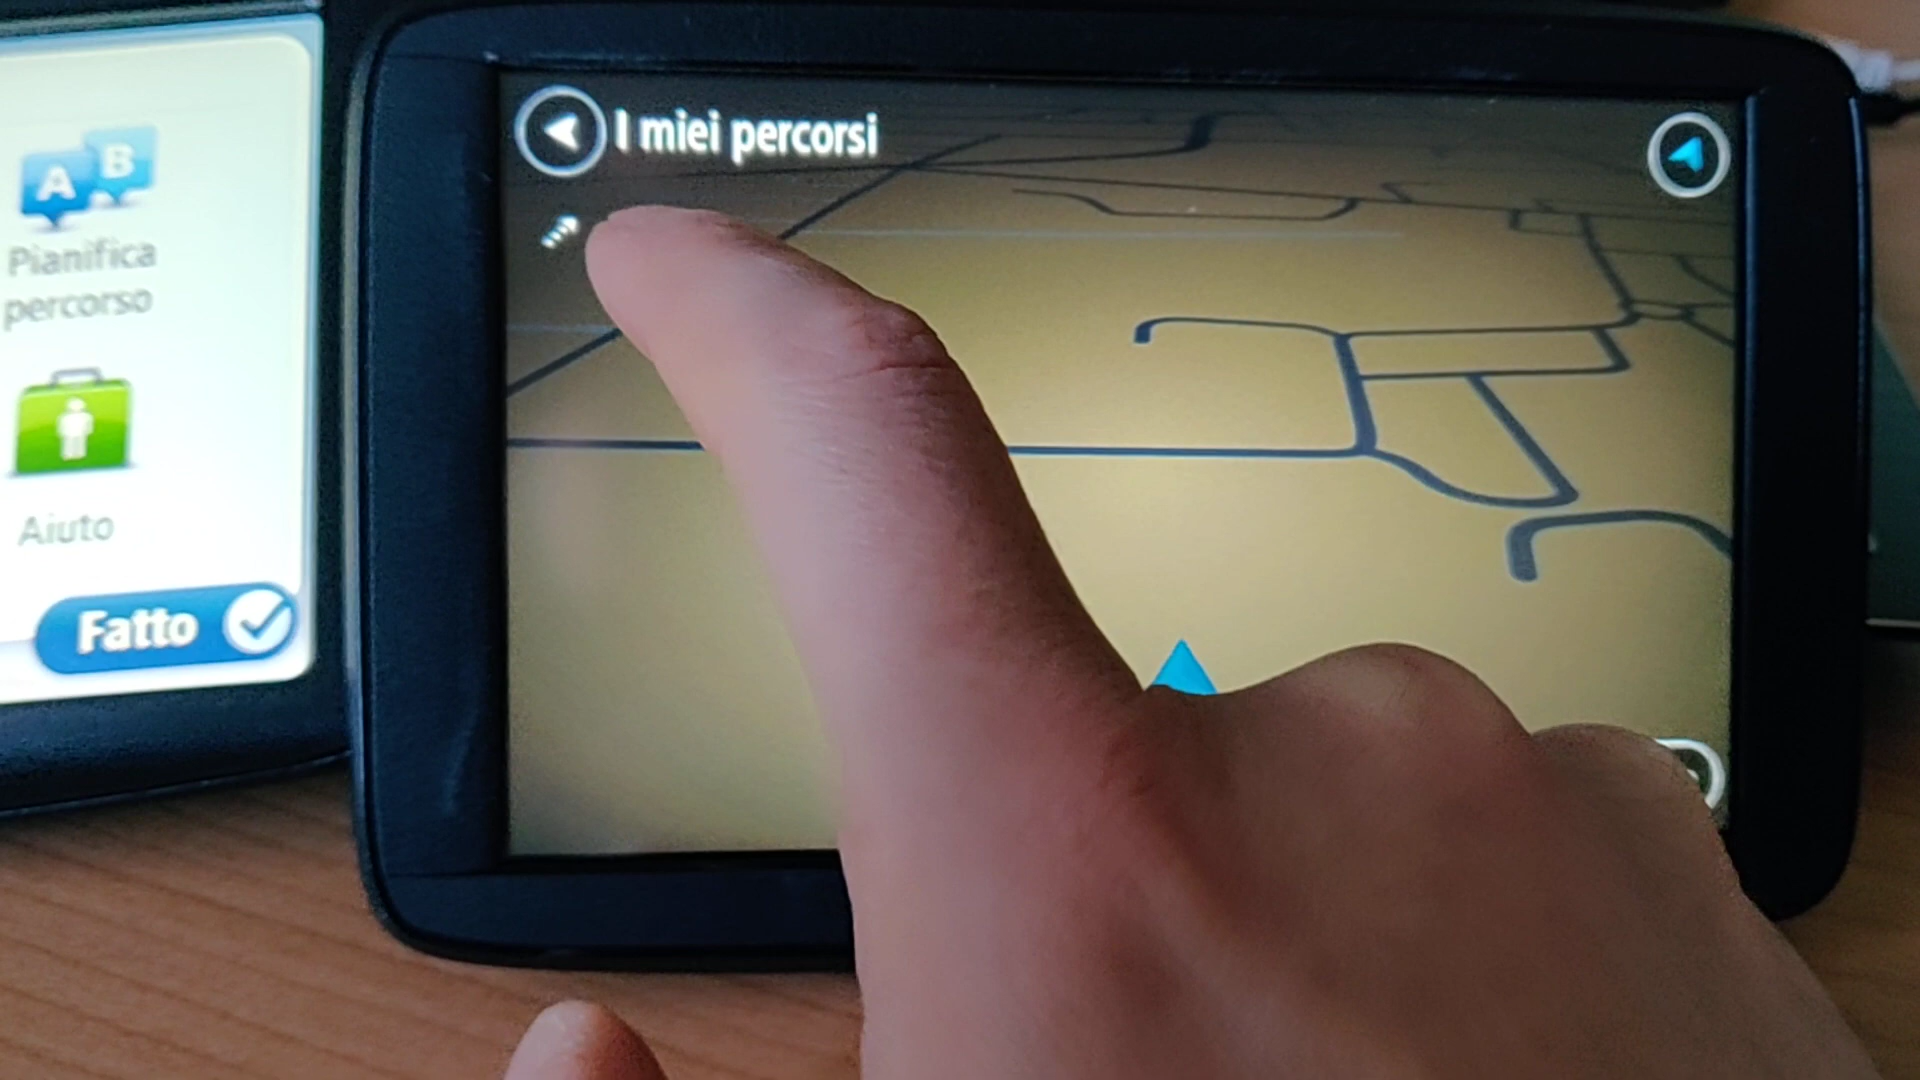 A B
Pianifica
percorso
Aiuto
Fatto
I miei percorsi